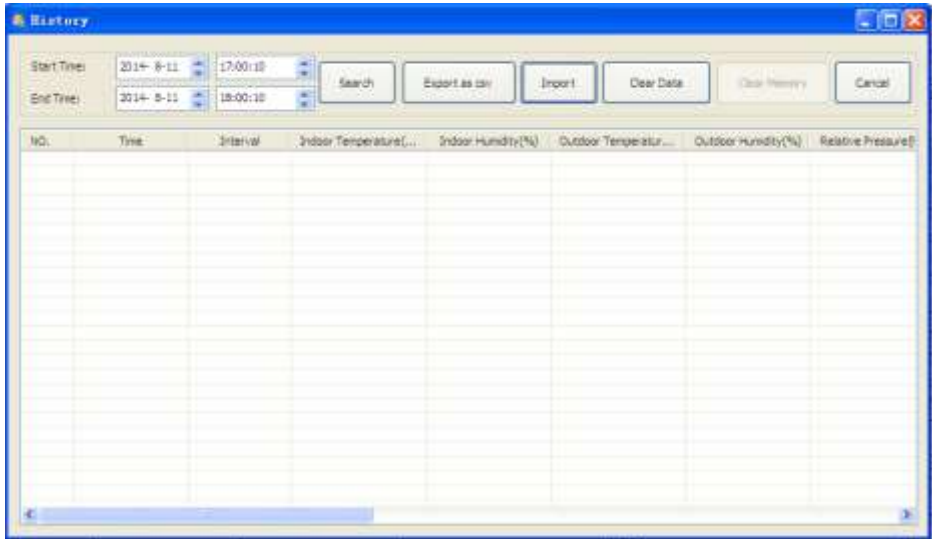 History
Start Time: 2014- 8-11 17:00:10
End Time: 2014- 8-11 18:00:10
Search Export as csv Import Clear Data Clear Memory Cancel
NO. Time Interval Indoor Temperature(... Indoor Humidity(%) Outdoor Temperatur... Outdoor Humidity(%) Relative Pressure(